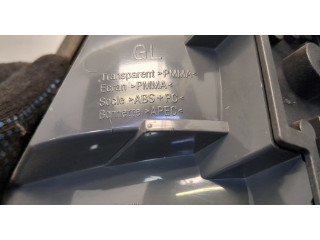 GL
Transparent >PMMA<
Ecran >PMMA<
Socle >ABS+PC<